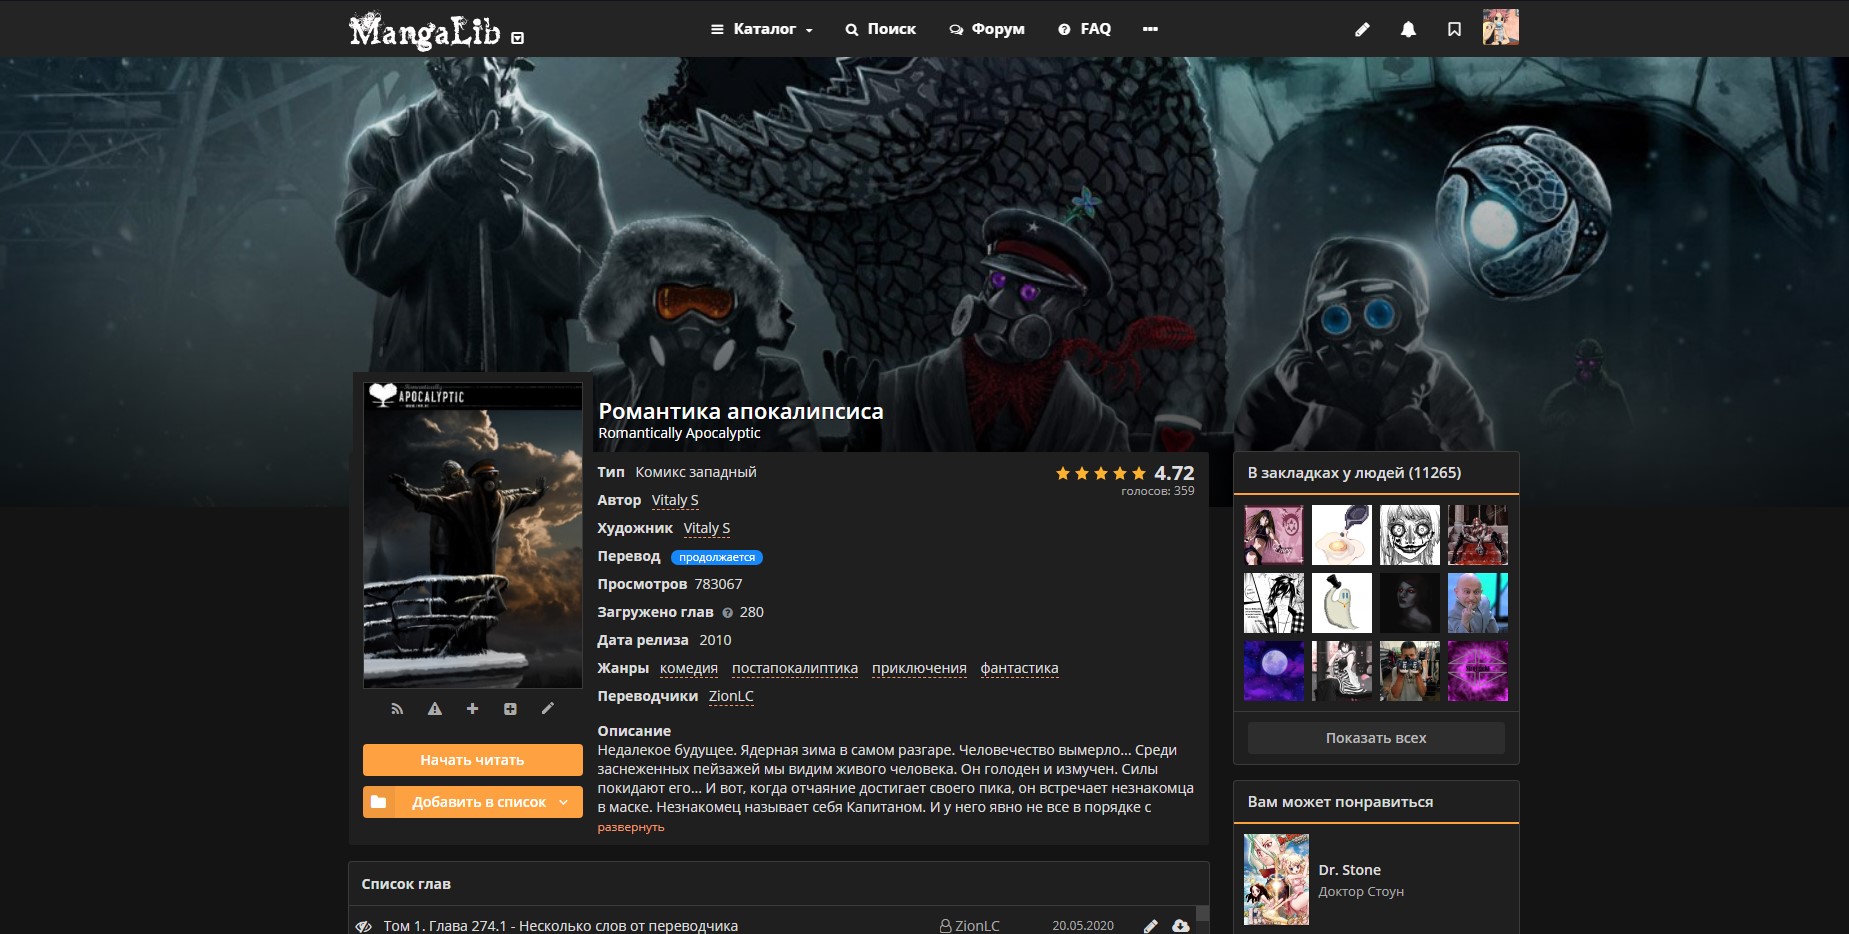 MangaLib
Каталог
Поиск
Форум
FAQ
Романтика апокалипсиса
Romantically Apocalyptic
Romantically
APOCALYPTIC
Тип Комикс западный
4.72
голосов: 359
Автор Vitaly S
Художник Vitaly S
Перевод продолжается
Просмотров 783067
Загружено глав ? 280
Дата релиза 2010
Жанры комедия постапокалиптика приключения фантастика
Переводчики ZionLC
Описание
Недалекое будущее. Ядерная зима в самом разгаре. Человечество вымерло... Среди
заснеженных пейзажей мы видим живого человека. Он голоден и измучен. Силы
покидают его... И вот, когда отчаяние достигает своего пика, он встречает незнакомца
в маске. Незнакомец называет себя Капитаном. И у него явно не все в порядке с
развернуть
Начать читать
Добавить в список
Список глав
Том 1. Глава 274.1 - Несколько слов от переводчика
ZionLC
20.05.2020
В закладках у людей (11265)
Показать всех
Вам может понравиться
Dr. Stone
Доктор Стоун